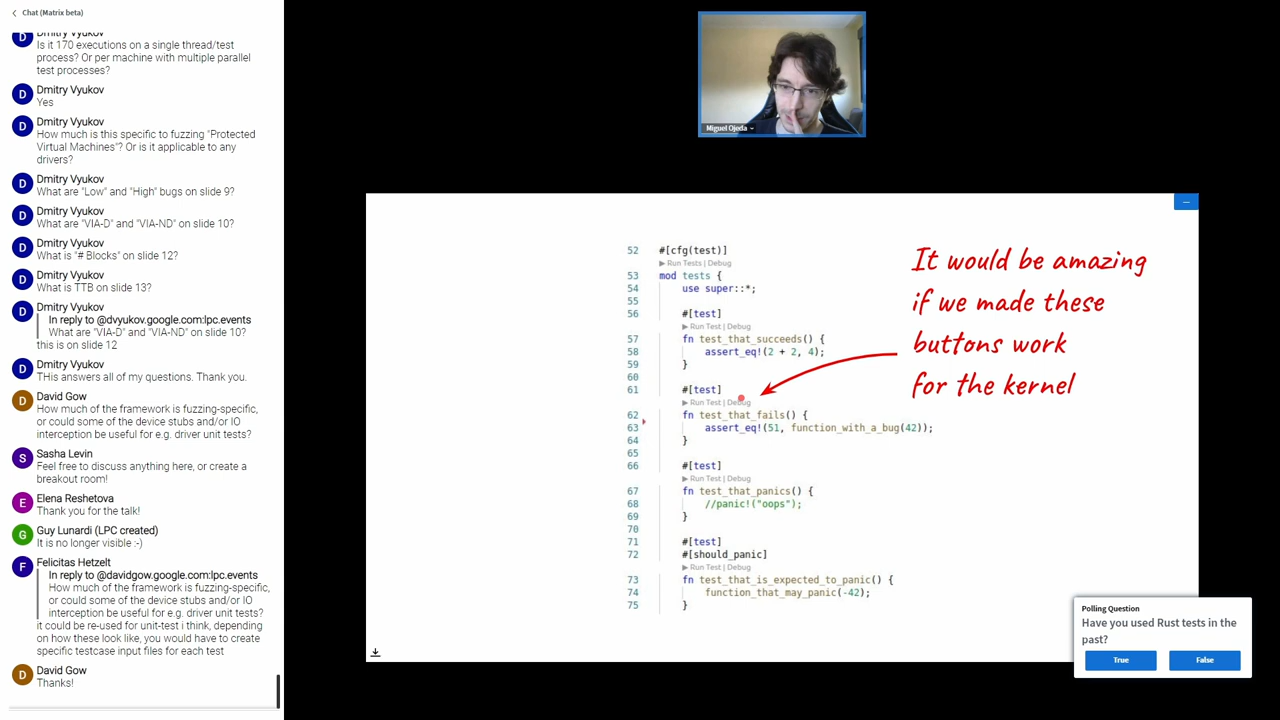 Chat (Matrix beta)
Dmitry Vyukov
Is it 170 executions on a single thread/test
process? Or per machine with multiple parallel
test processes?
D
Dmitry Vyukov
Yes
D
Dmitry Vyukov
How much is this specific to fuzzing "Protected
Virtual Machines"? Or is it applicable to any
drivers?
D
Dmitry Vyukov
What are "Low" and "High" bugs on slide 9?
D
Dmitry Vyukov
What are "VIA-D" and "VIA-ND" on slide 10?
D
Dmitry Vyukov
What is "# Blocks" on slide 12?
D
Dmitry Vyukov
What is TTB on slide 13?
D
Dmitry Vyukov
In reply to @dvyukov.google.com:lpc.events
What are "VIA-D" and "VIA-ND" on slide 10?
this is on slide 12
D
Dmitry Vyukov
THis answers all of my questions. Thank you.
D
David Gow
How much of the framework is fuzzing-specific,
or could some of the device stubs and/or IO
interception be useful for e.g. driver unit tests?
S
Sasha Levin
Feel free to discuss anything here, or create a
breakout room!
E
Elena Reshetova
Thank you for the talk!
G
Guy Lunardi (LPC created)
It is no longer visible :-)
F
Felicitas Hetzelt
In reply to @davidgow.google.com:lpc.events
How much of the framework is fuzzing-specific,
or could some of the device stubs and/or IO
interception be useful for e.g. driver unit tests?
it could be re-used for unit-test i think, depending
on how these look like, you would have to create
specific testcase input files for each test
D
David Gow
Thanks!
Miguel Ojeda
52 #[cfg(test)]
▶ Run Tests | Debug
53 mod tests {
54 use super::*;
55
56 #[test]
▶ Run Test | Debug
57 fn test_that_succeeds() {
58 assert_eq!(2 + 2, 4);
59 }
60
61 #[test]
▶ Run Test | Debug
62 fn test_that_fails() {
63 assert_eq!(51, function_with_a_bug(42));
64 }
65
66 #[test]
▶ Run Test | Debug
67 fn test_that_panics() {
68 //panic!("oops");
69 }
70
71 #[test]
72 #[should_panic]
▶ Run Test | Debug
73 fn test_that_is_expected_to_panic() {
74 function_that_may_panic(-42);
75 }
It would be amazing
if we made these
buttons work
for the kernel
Polling Question
Have you used Rust tests in the
past?
True
False